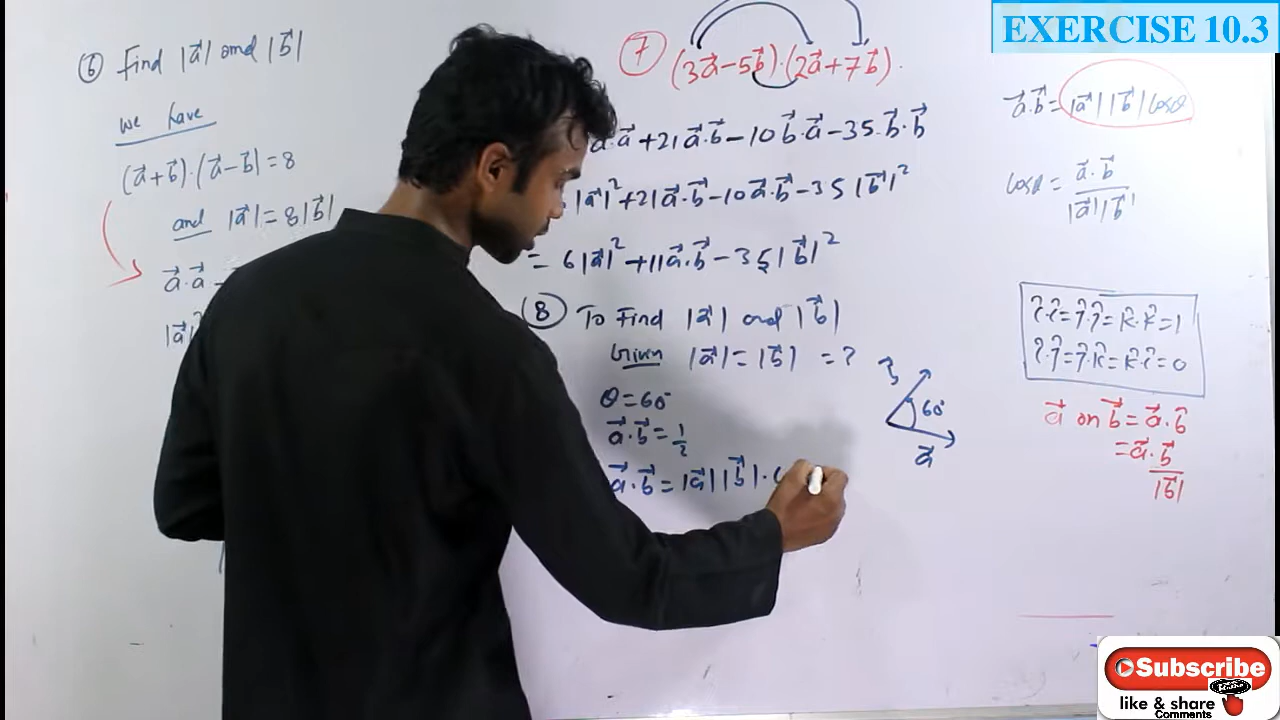 EXERCISE 10.3
⑥ Find |a⃗| and |b⃗|
we have
(a⃗+b⃗).(a⃗-b⃗|=8
and |a⃗|=8|b⃗|
a⃗.a⃗ -
|a⃗|²
⑦ (3a⃗-5b⃗).(2a⃗+7b⃗).
a⃗.a⃗+21a⃗.b⃗-10b⃗.a⃗-35.b⃗.b⃗
|a⃗|²+21a⃗.b⃗-10a⃗.b⃗-35|b⃗|²
= 6|a⃗|²+11a⃗.b⃗-35|b⃗|²
⑧ To Find |a⃗| and |b⃗|
Given |a⃗|=|b⃗| =?
θ=60°
a⃗.b⃗=1/2
a⃗.b⃗=|a⃗||b⃗|.
b⃗
60°
a⃗
a⃗.b⃗=|a⃗||b⃗|cosθ
cosθ= a⃗.b⃗/|a⃗||b⃗|
î.î=ĵ.ĵ=k̂.k̂=1
î.ĵ=ĵ.k̂=k̂.î=0
a⃗ on b⃗=a⃗.b̂
=a⃗.b⃗/|b⃗|
Subscribe
like & share
Comments